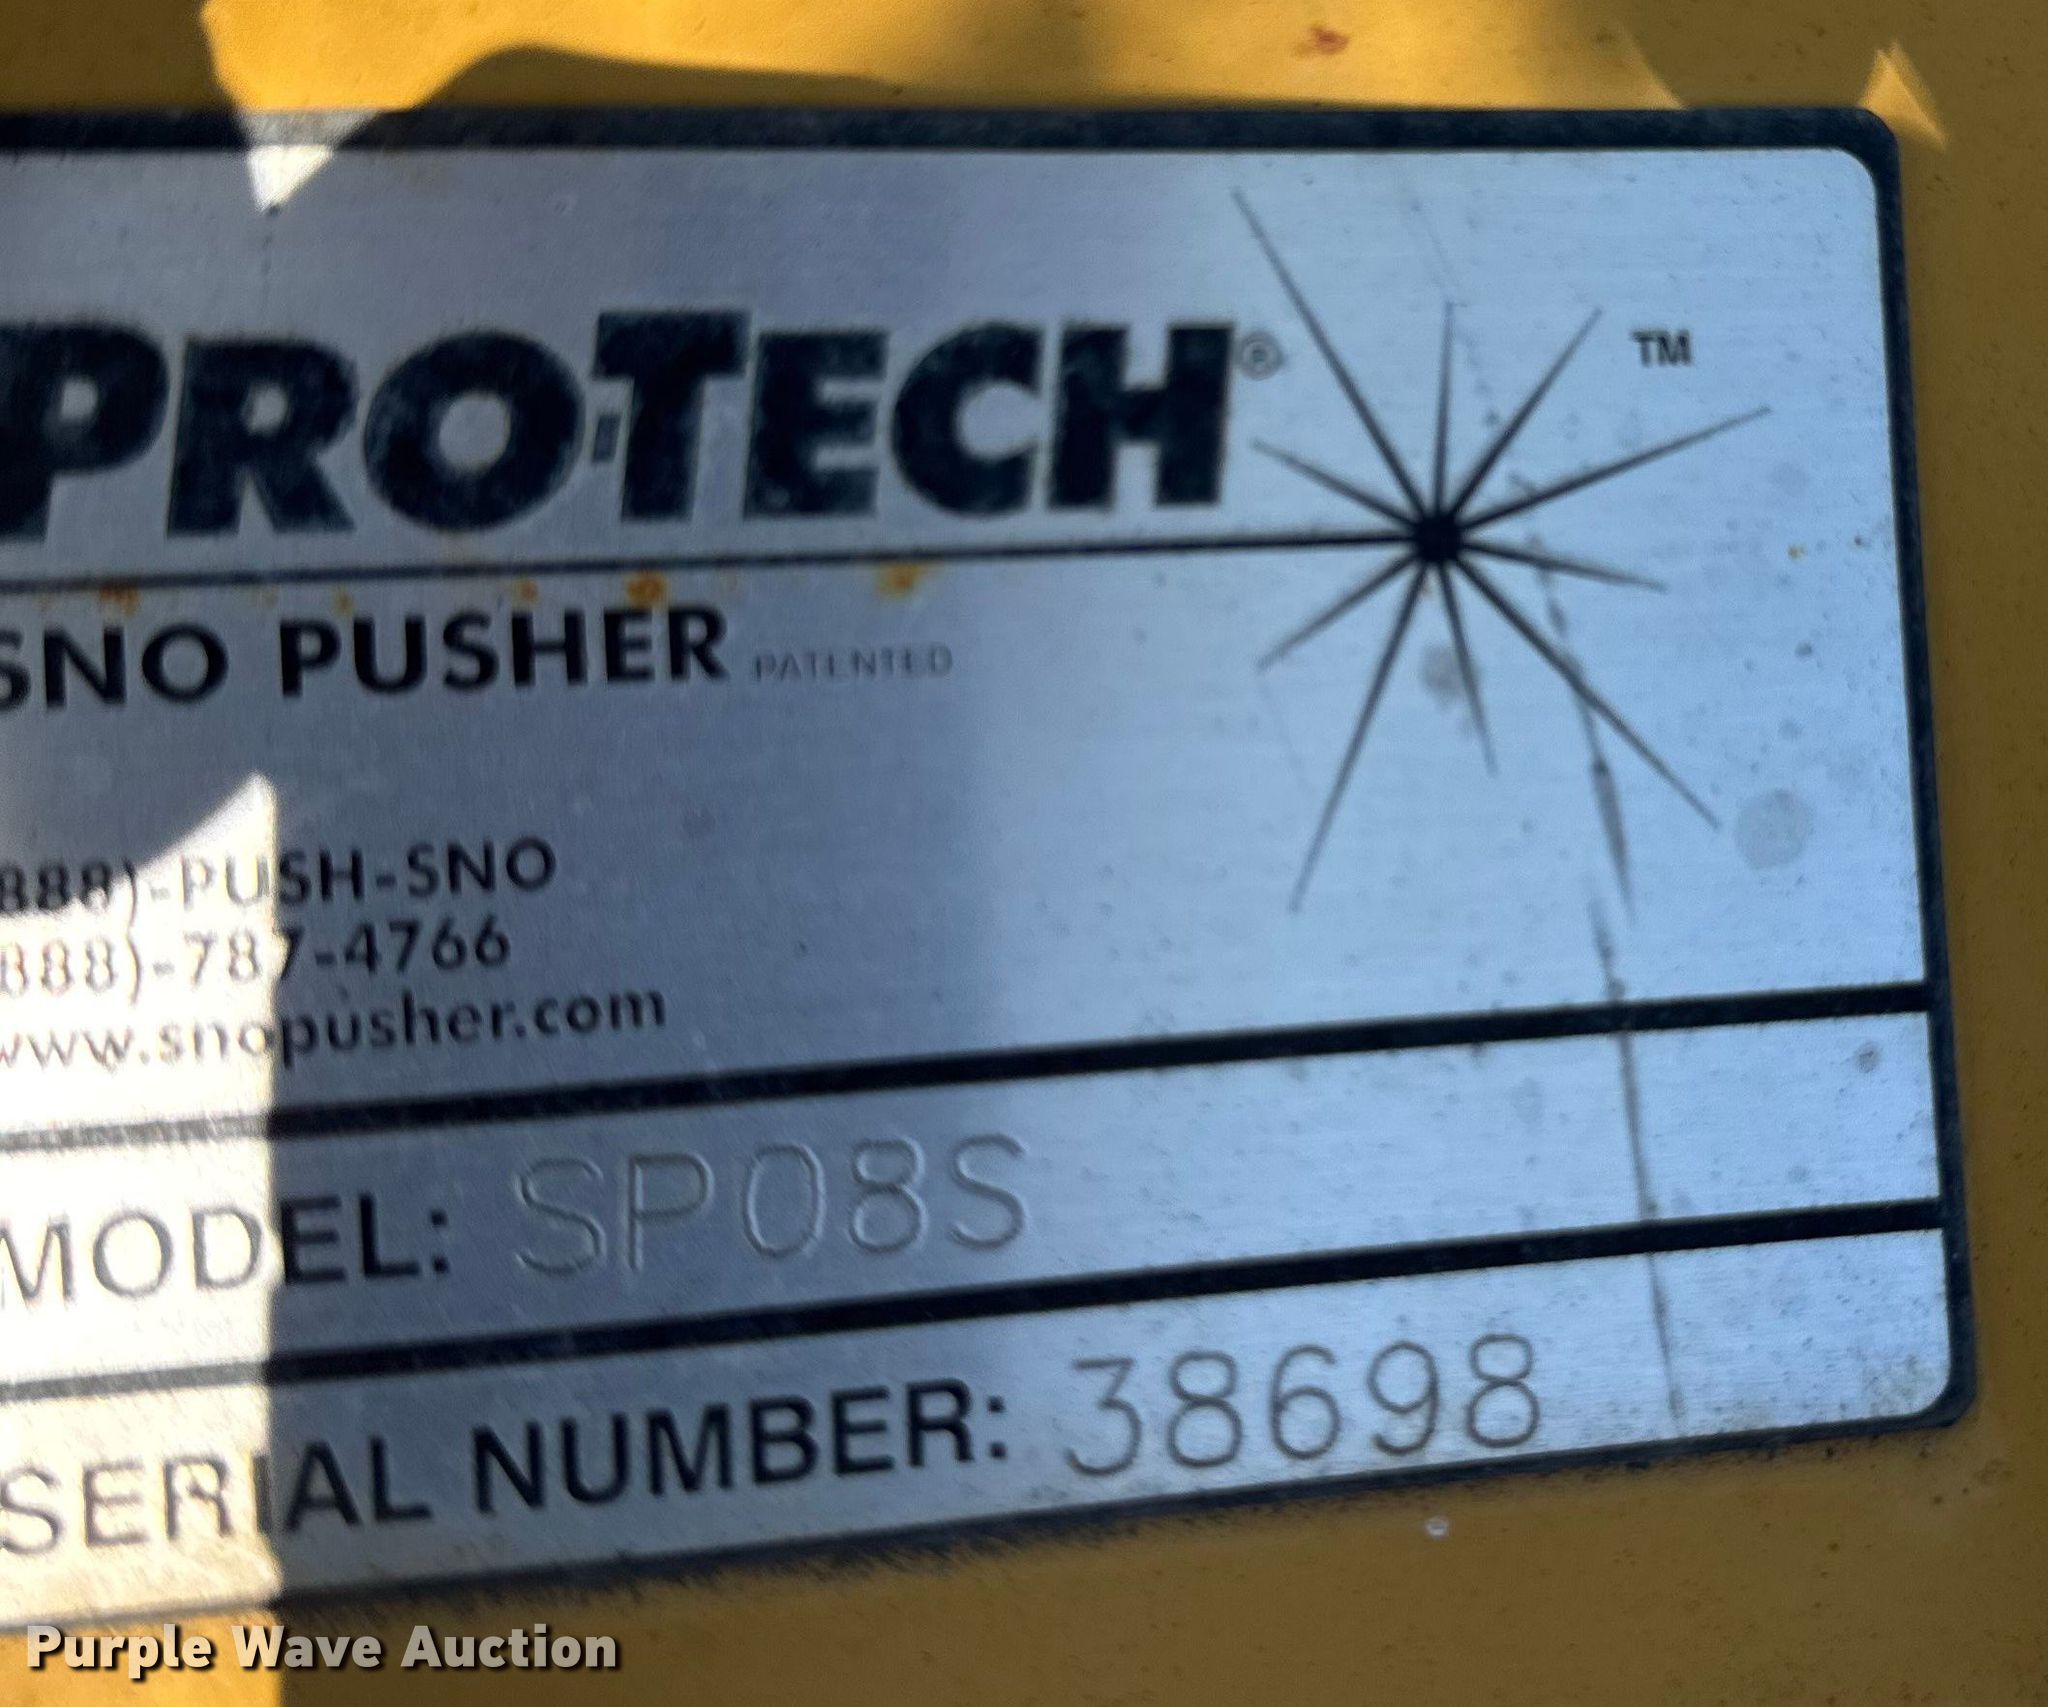 PRO-TECH® ™
SNO PUSHER PATENTED
888)-PUSH-SNO
888)-787-4766
www.snopusher.com
MODEL: SP08S
SERIAL NUMBER: 38698
Purple Wave Auction